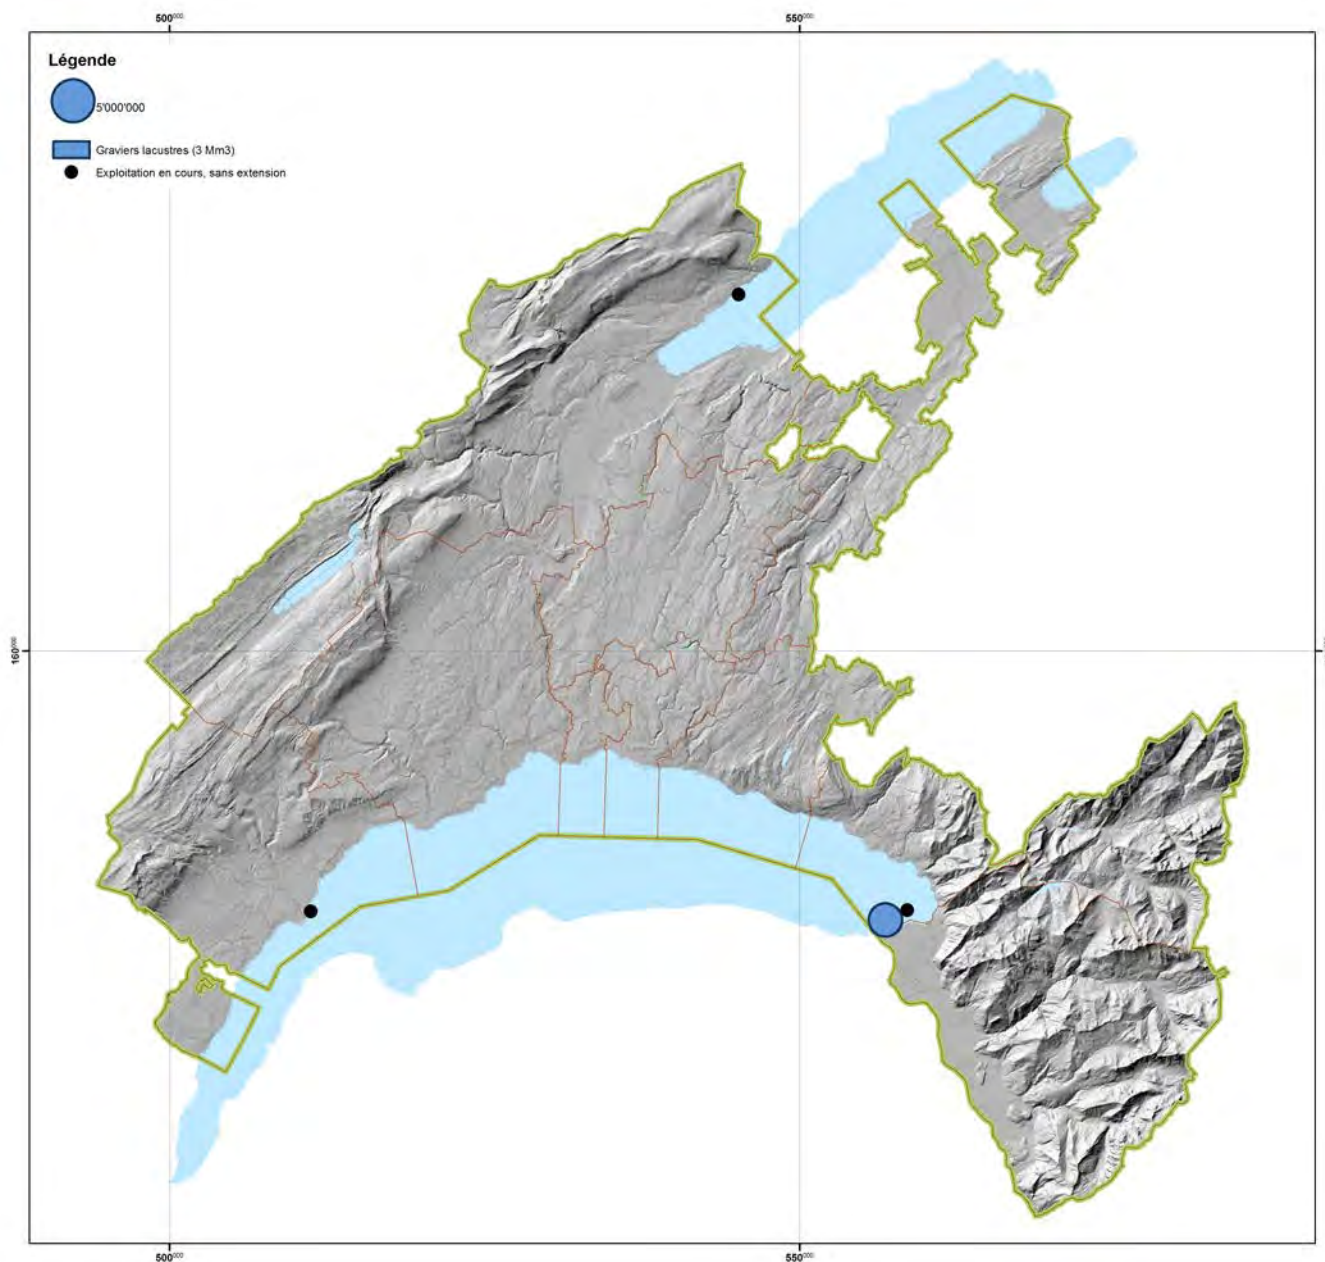 500000 550000
Légende
5'000'000
Graviers lacustres (3 Mm3)
Exploitation en cours, sans extension
160000
500000 550000